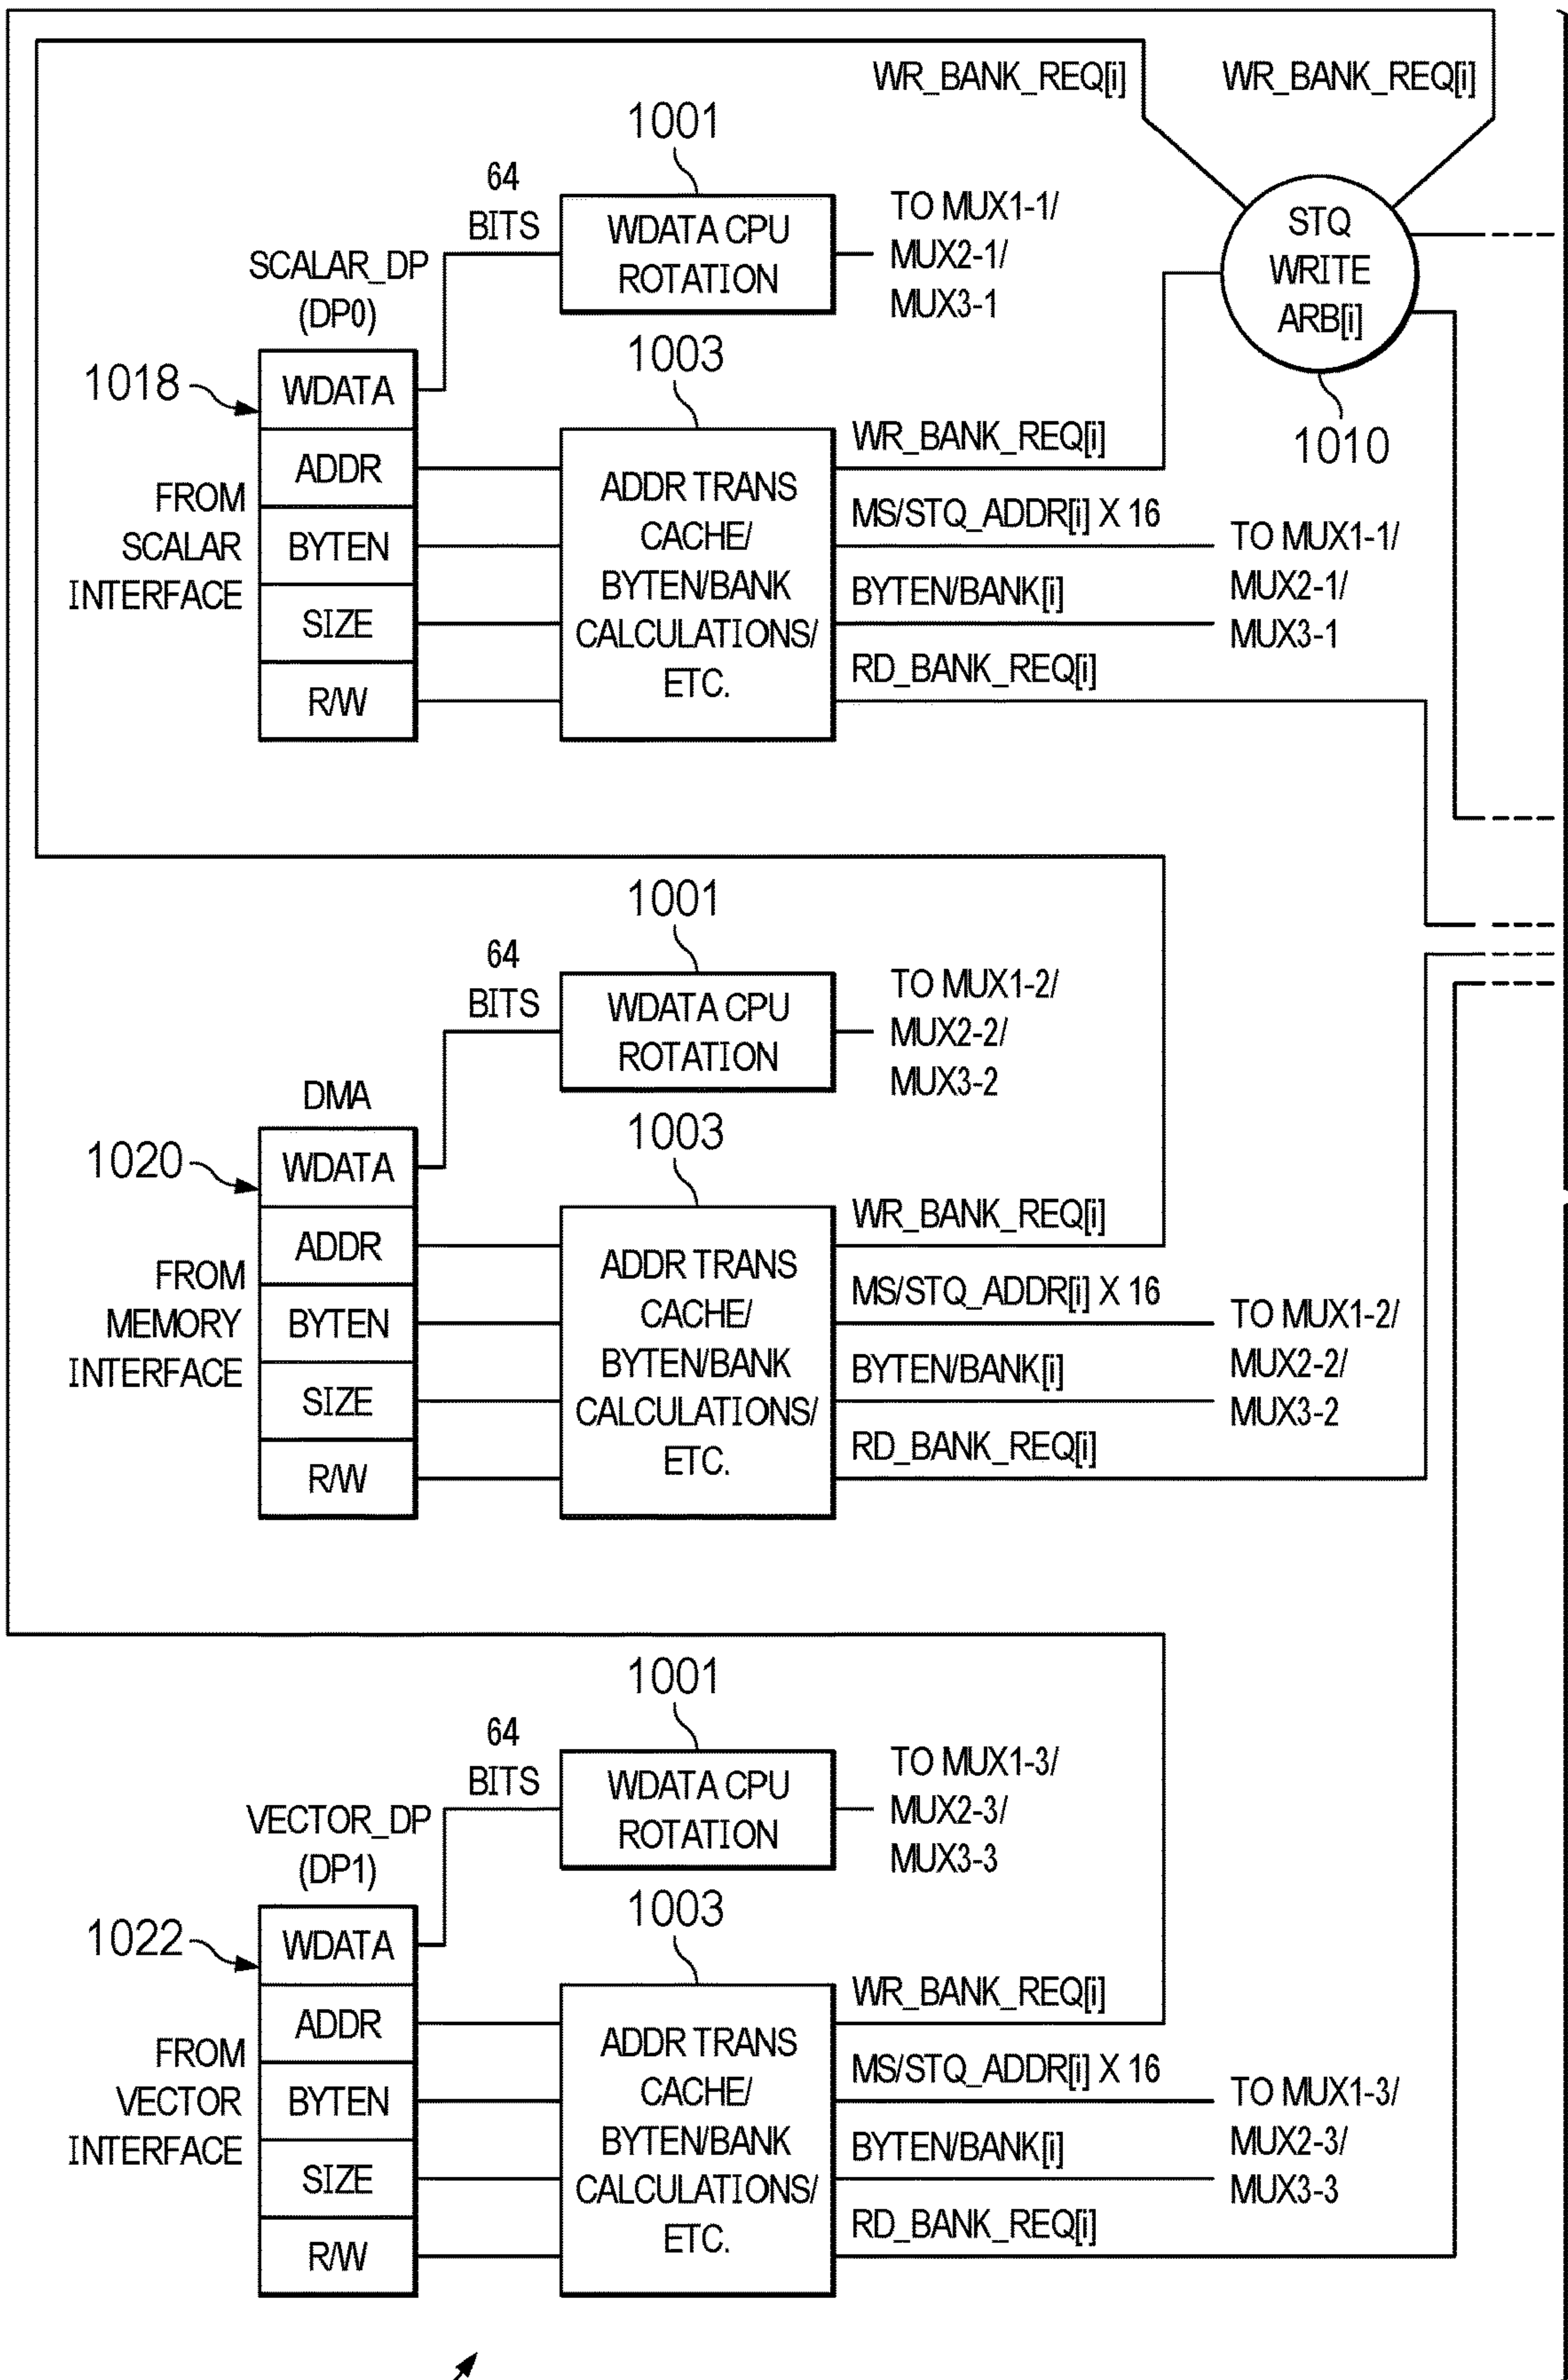 WR_BANK_REQ[i]
WR_BANK_REQ[i]
1001
64
BITS
WDATA CPU
ROTATION
TO MUX1-1/
MUX2-1/
MUX3-1
STQ
WRITE
ARB[i]
1010
SCALAR_DP
(DP0)
1018
FROM
SCALAR
INTERFACE
WDATA
ADDR
BYTEN
SIZE
R/W
1003
ADDR TRANS
CACHE/
BYTEN/BANK
CALCULATIONS/
ETC.
WR_BANK_REQ[i]
MS/STQ_ADDR[i] X 16
BYTEN/BANK[i]
RD_BANK_REQ[i]
TO MUX1-1/
MUX2-1/
MUX3-1
1001
64
BITS
WDATA CPU
ROTATION
TO MUX1-2/
MUX2-2/
MUX3-2
DMA
1020
FROM
MEMORY
INTERFACE
WDATA
ADDR
BYTEN
SIZE
R/W
1003
ADDR TRANS
CACHE/
BYTEN/BANK
CALCULATIONS/
ETC.
WR_BANK_REQ[i]
MS/STQ_ADDR[i] X 16
BYTEN/BANK[i]
RD_BANK_REQ[i]
TO MUX1-2/
MUX2-2/
MUX3-2
1001
64
BITS
WDATA CPU
ROTATION
TO MUX1-3/
MUX2-3/
MUX3-3
VECTOR_DP
(DP1)
1022
FROM
VECTOR
INTERFACE
WDATA
ADDR
BYTEN
SIZE
R/W
1003
ADDR TRANS
CACHE/
BYTEN/BANK
CALCULATIONS/
ETC.
WR_BANK_REQ[i]
MS/STQ_ADDR[i] X 16
BYTEN/BANK[i]
RD_BANK_REQ[i]
TO MUX1-3/
MUX2-3/
MUX3-3